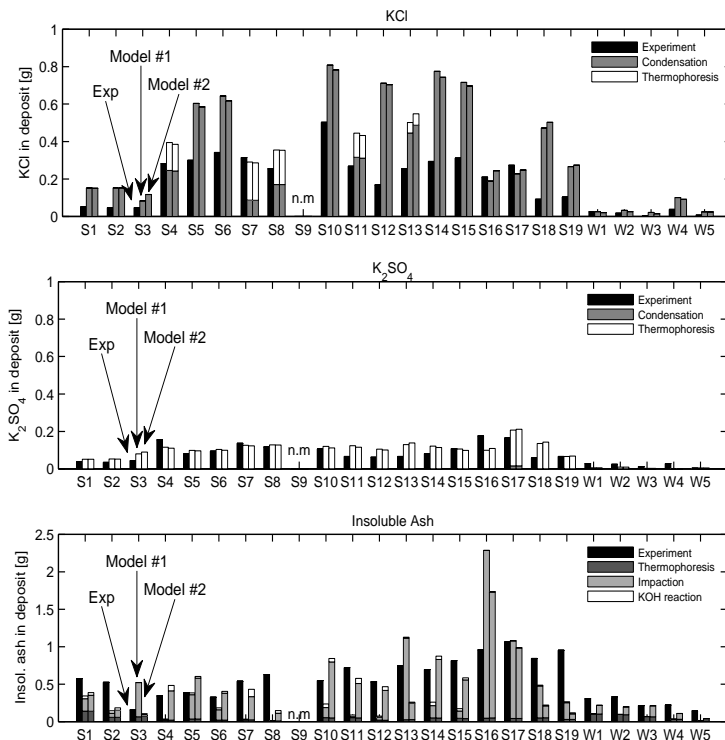 KCl
KCl in deposit [g]
1
0.8
0.6
0.4
0.2
0
Model #1
Model #2
Exp
Experiment
Condensation
Thermophoresis
n.m
S1 S2 S3 S4 S5 S6 S7 S8 S9 S10 S11 S12 S13 S14 S15 S16 S17 S18 S19 W1 W2 W3 W4 W5
K2SO4
K2SO4 in deposit [g]
1
0.8
0.6
0.4
0.2
0
Model #1
Exp
Model #2
Experiment
Condensation
Thermophoresis
n.m
S1 S2 S3 S4 S5 S6 S7 S8 S9 S10 S11 S12 S13 S14 S15 S16 S17 S18 S19 W1 W2 W3 W4 W5
Insoluble Ash
Insol. ash in deposit [g]
2.5
2
1.5
1
0.5
0
Model #1
Exp
Model #2
Experiment
Thermophoresis
Impaction
KOH reaction
n.m
S1 S2 S3 S4 S5 S6 S7 S8 S9 S10 S11 S12 S13 S14 S15 S16 S17 S18 S19 W1 W2 W3 W4 W5